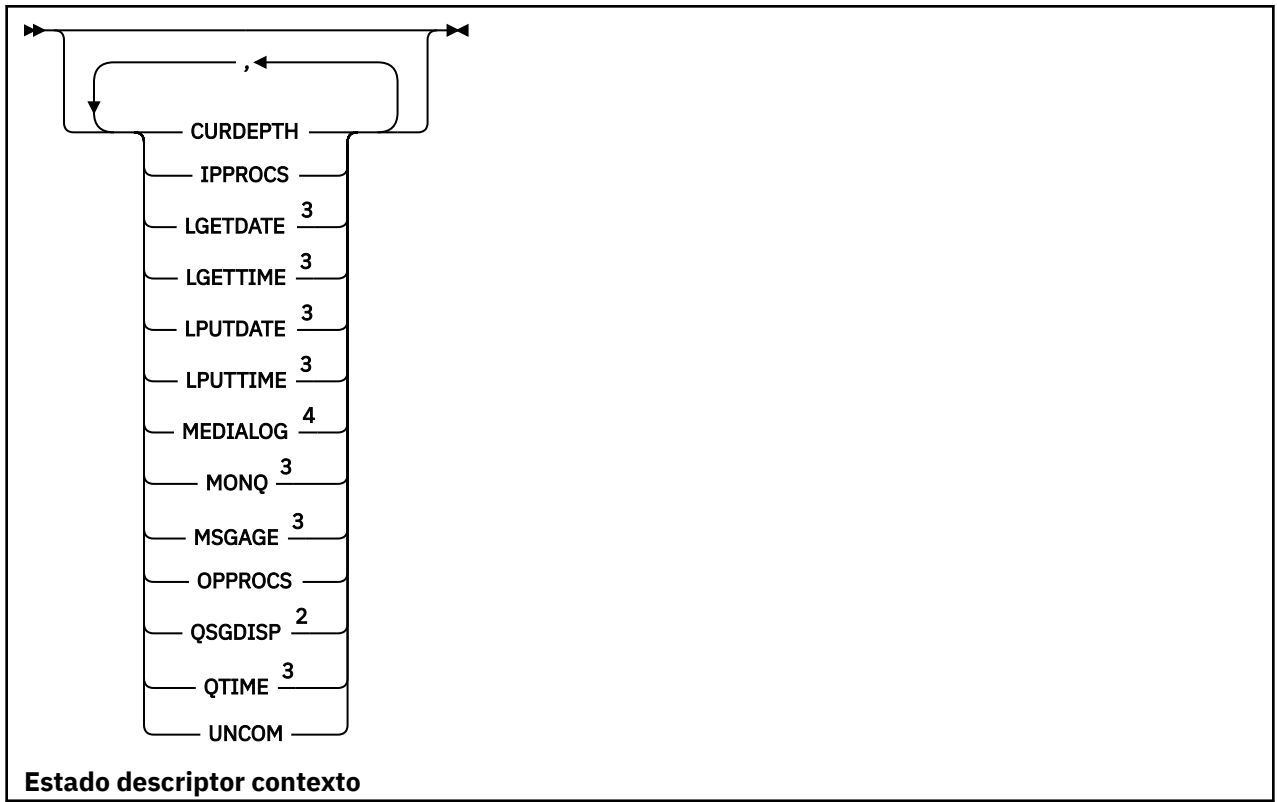 ,
CURDEPTH
IPPROCS
LGETDATE 3
LGETTIME 3
LPUTDATE 3
LPUTTIME 3
MEDIALOG 4
MONQ 3
MSGAGE 3
OPPROCS
QSGDISP 2
QTIME 3
UNCOM
Estado descriptor contexto